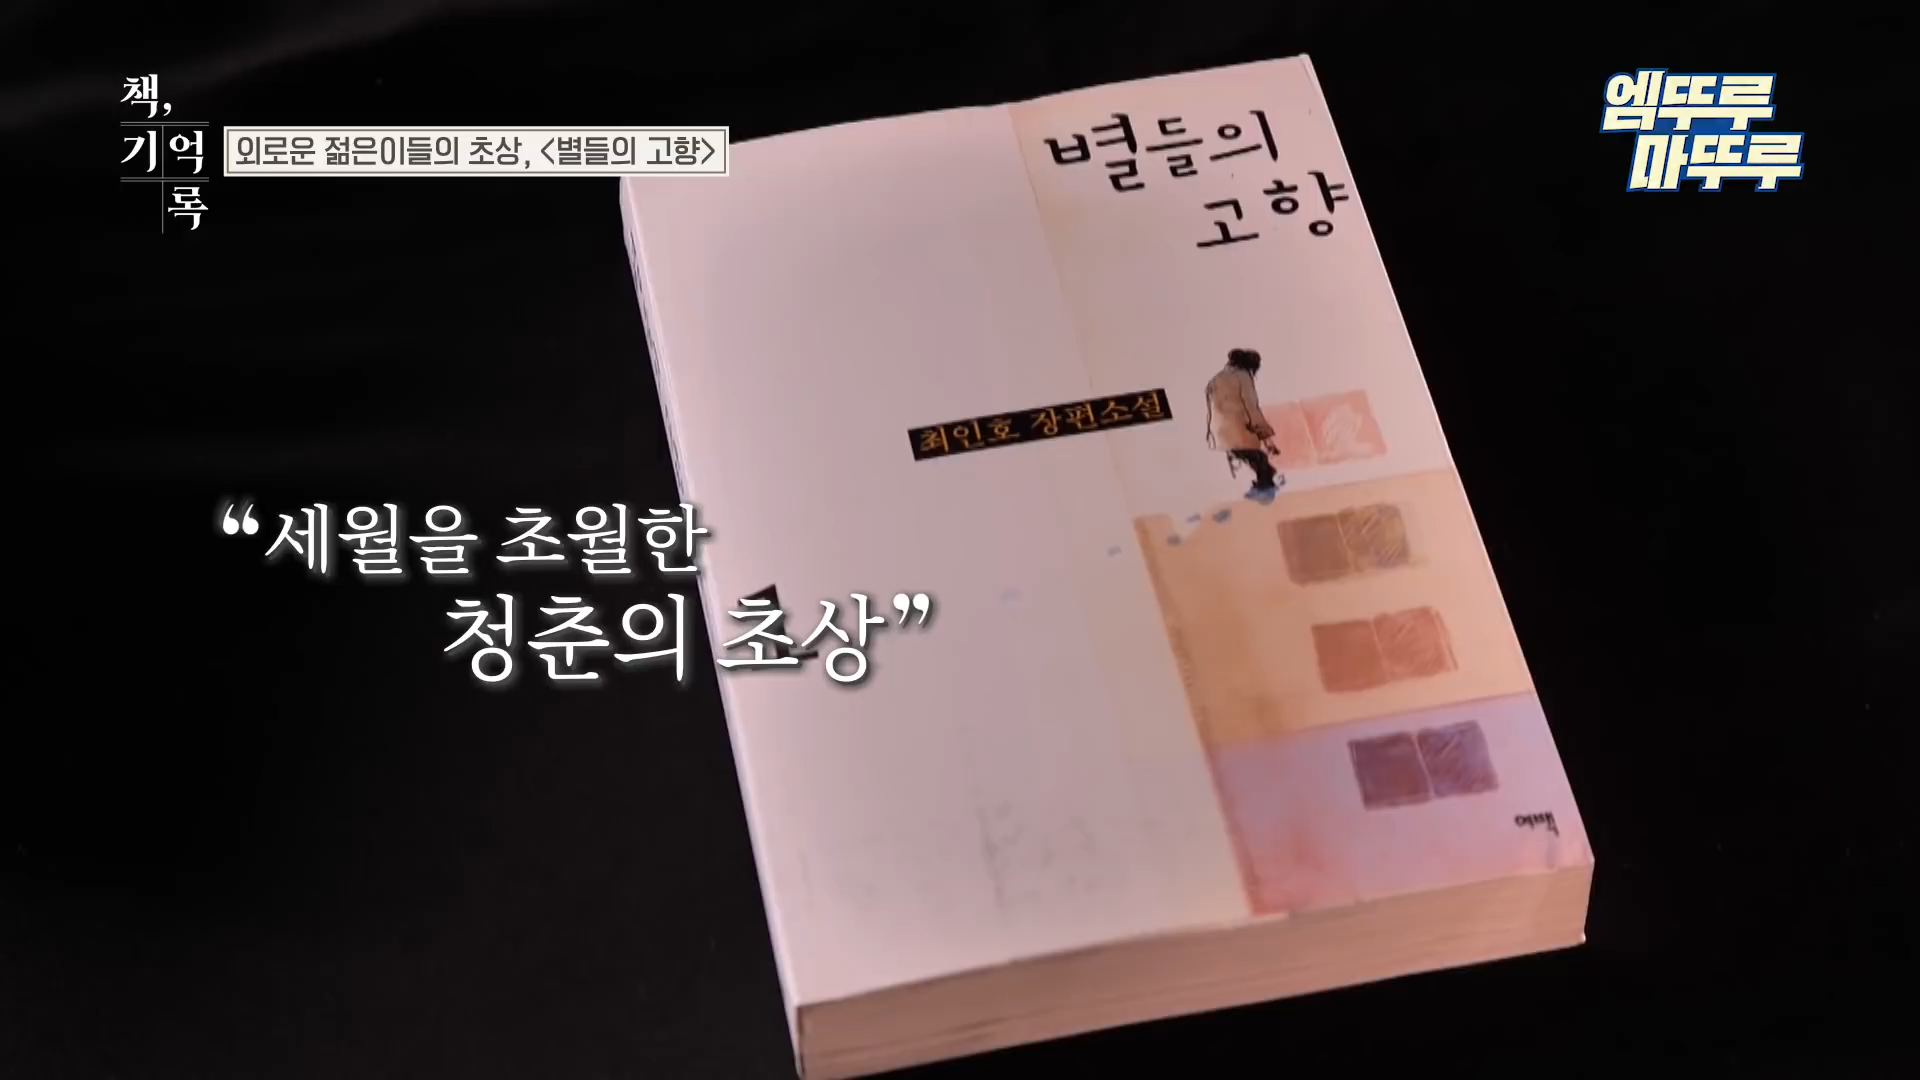 책,
기억
록
외로운 젊은이들의 초상, <별들의 고향>
엠뚜루
마뚜루
별들의
고향
최인호 장편소설
“세월을 초월한
청춘의 초상”
여백